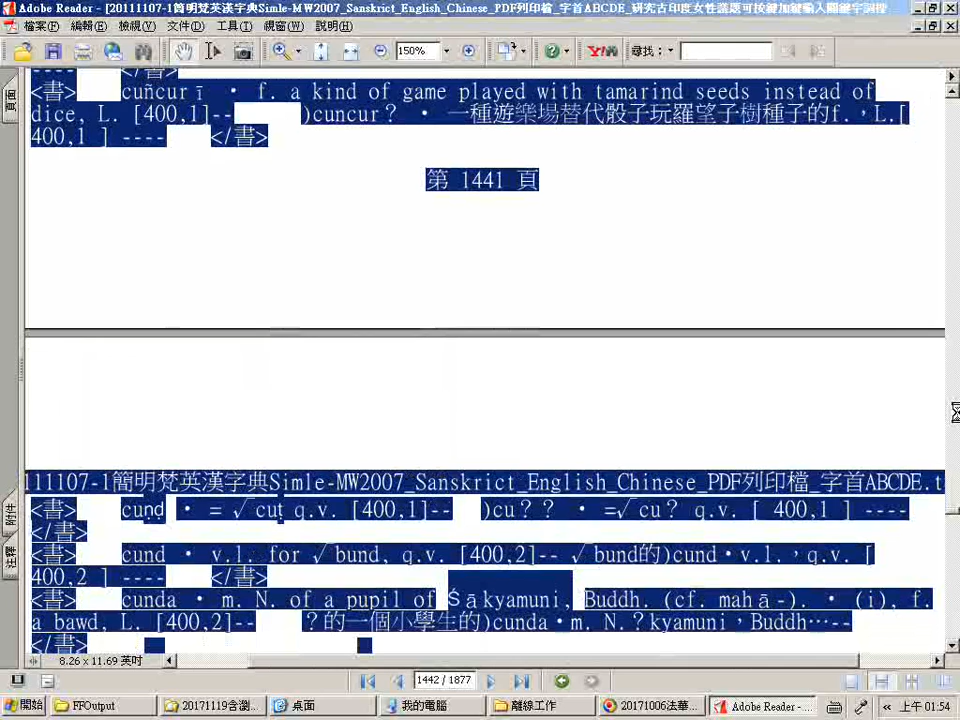 Adobe Reader - [20111107-1簡明梵英漢字典Simle-MW2007_Sanskrict_English_Chinese_PDF列印檔_字首ABCDE_研究古印度女性議題可按鍵加鍵輸入關鍵字詞搜
檔案(F) 編輯(E) 檢視(V) 文件(D) 工具(T) 視窗(W) 說明(H)
150% Y! 尋找：
---- </書>
<書> cuñcurī • f. a kind of game played with tamarind seeds instead of
dice, L. [400,1]-- )cuncur？ • 一種遊樂場替代骰子玩羅望子樹種子的f.，L.[
400,1 ] ---- </書>
第 1441 頁
111107-1簡明梵英漢字典Simle-MW2007_Sanskrict_English_Chinese_PDF列印檔_字首ABCDE.t
<書> cuṇḍ • = √cuṭ q.v. [400,1]-- )cu？？ • =√cu？ q.v. [ 400,1 ] ----
</書>
<書> cund • v.l. for √bund, q.v. [400,2]-- √bund的)cund•v.l.，q.v. [
400,2 ] ---- </書>
<書> cunda • m. N. of a pupil of Śākyamuni, Buddh. (cf. mahā-). • (i), f.
a bawd, L. [400,2]-- ？的一個小學生的)cunda•m. N.？kyamuni，Buddh…--
</書>
頁面
附件
注釋
8.26 x 11.69 英吋
1442 / 1877
開始 FFOutput 20171119含瀏... 桌面 我的電腦 離線工作 20171006法華... Adobe Reader - ... 上午 01:54